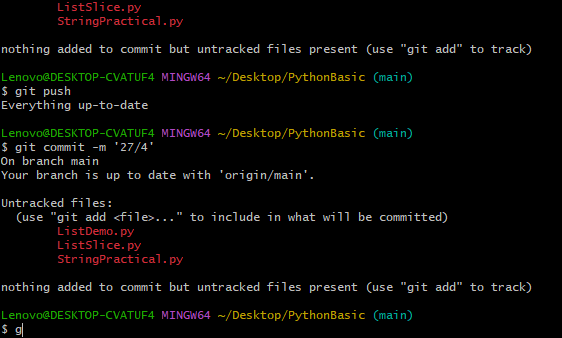 ListSlice.py
StringPractical.py
nothing added to commit but untracked files present (use "git add" to track)
Lenovo@DESKTOP-CVATUF4 MINGW64 ~/Desktop/PythonBasic (main)
$ git push
Everything up-to-date
Lenovo@DESKTOP-CVATUF4 MINGW64 ~/Desktop/PythonBasic (main)
$ git commit -m '27/4'
On branch main
Your branch is up to date with 'origin/main'.
Untracked files:
(use "git add <file>..." to include in what will be committed)
ListDemo.py
ListSlice.py
StringPractical.py
nothing added to commit but untracked files present (use "git add" to track)
Lenovo@DESKTOP-CVATUF4 MINGW64 ~/Desktop/PythonBasic (main)
$ g